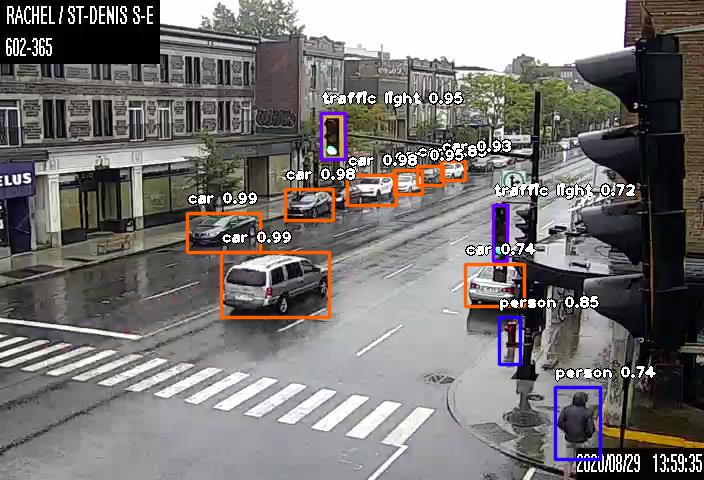 RACHEL / ST-DENIS S-E
602-365
traffic light 0.95
car 0.93
car 0.98
car 0.98
traffic light 0.72
car 0.99
car 0.99
car 0.74
person 0.85
person 0.74
ELUS
2020/08/29 13:59:35